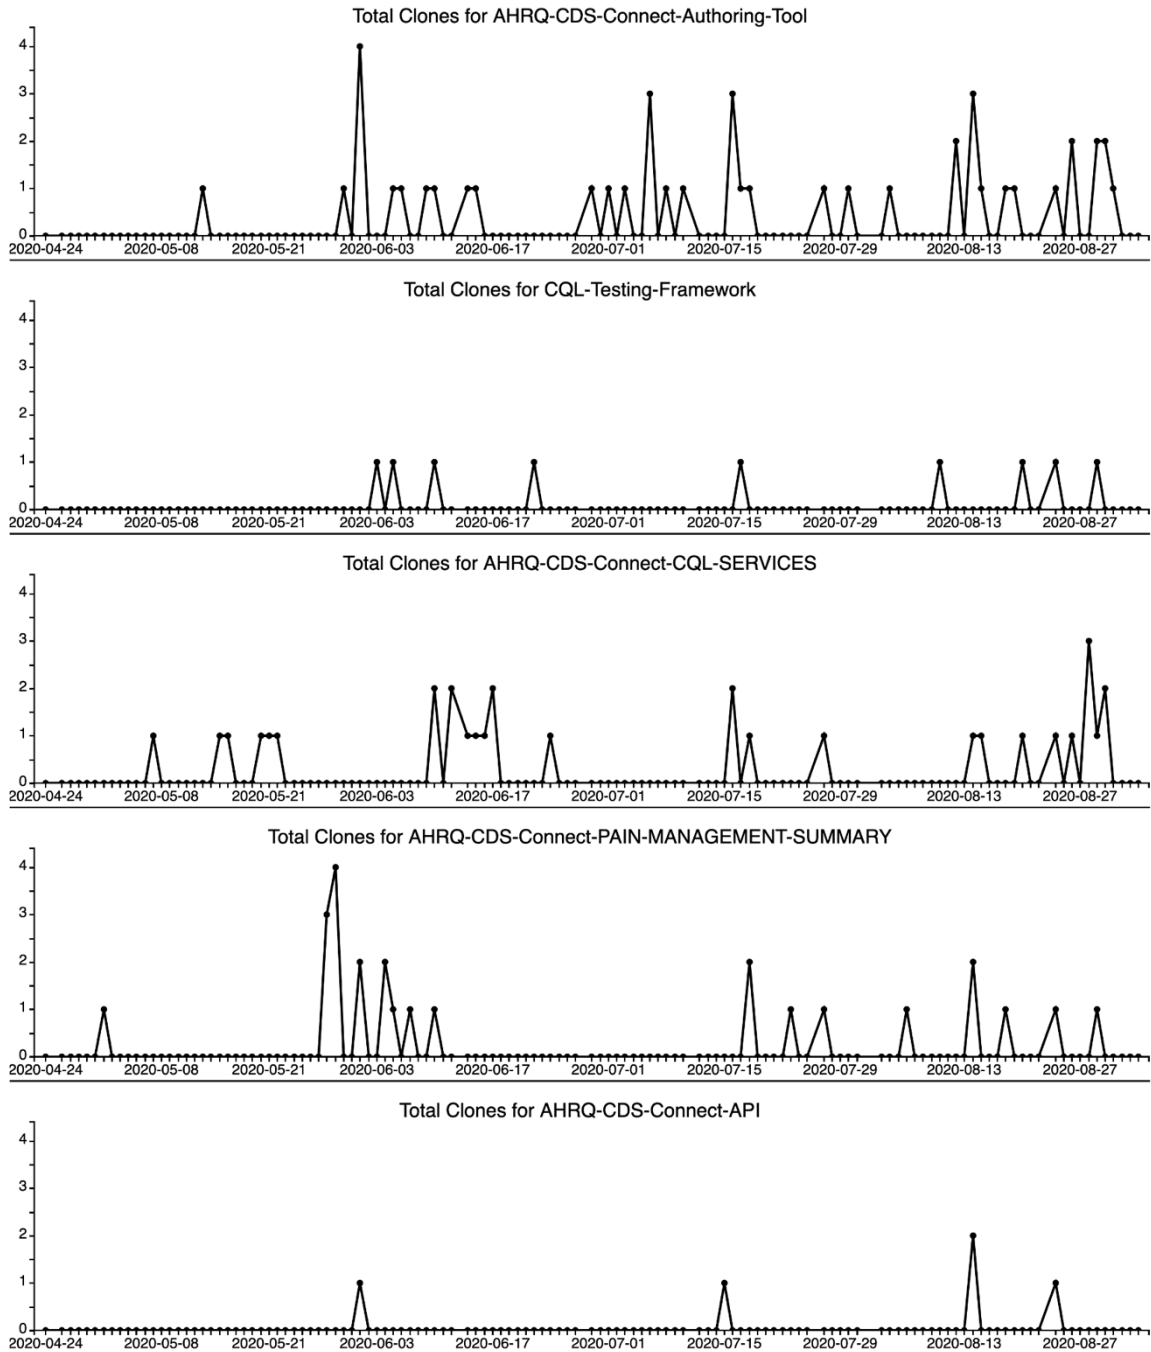 Total Clones for AHRQ-CDS-Connect-Authoring-Tool
4
3
2
1
0
2020-04-24 2020-05-08 2020-05-21 2020-06-03 2020-06-17 2020-07-01 2020-07-15 2020-07-29 2020-08-13 2020-08-27
Total Clones for CQL-Testing-Framework
4
3
2
1
0
2020-04-24 2020-05-08 2020-05-21 2020-06-03 2020-06-17 2020-07-01 2020-07-15 2020-07-29 2020-08-13 2020-08-27
Total Clones for AHRQ-CDS-Connect-CQL-SERVICES
4
3
2
1
0
2020-04-24 2020-05-08 2020-05-21 2020-06-03 2020-06-17 2020-07-01 2020-07-15 2020-07-29 2020-08-13 2020-08-27
Total Clones for AHRQ-CDS-Connect-PAIN-MANAGEMENT-SUMMARY
4
3
2
1
0
2020-04-24 2020-05-08 2020-05-21 2020-06-03 2020-06-17 2020-07-01 2020-07-15 2020-07-29 2020-08-13 2020-08-27
Total Clones for AHRQ-CDS-Connect-API
4
3
2
1
0
2020-04-24 2020-05-08 2020-05-21 2020-06-03 2020-06-17 2020-07-01 2020-07-15 2020-07-29 2020-08-13 2020-08-27